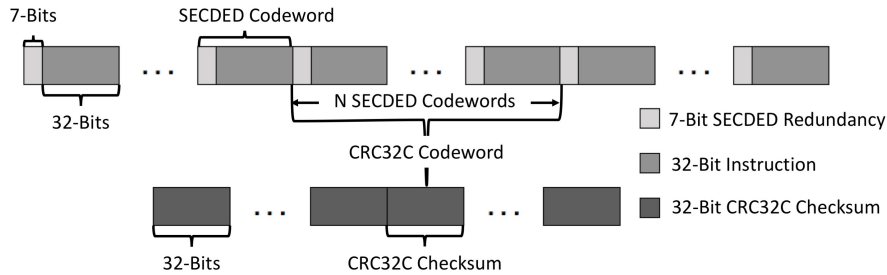 7-Bits
SECDED Codeword
. . .
. . .
. . .
32-Bits
N SECDED Codewords
7-Bit SECDED Redundancy
CRC32C Codeword
32-Bit Instruction
32-Bit CRC32C Checksum
. . .
. . .
32-Bits
CRC32C Checksum